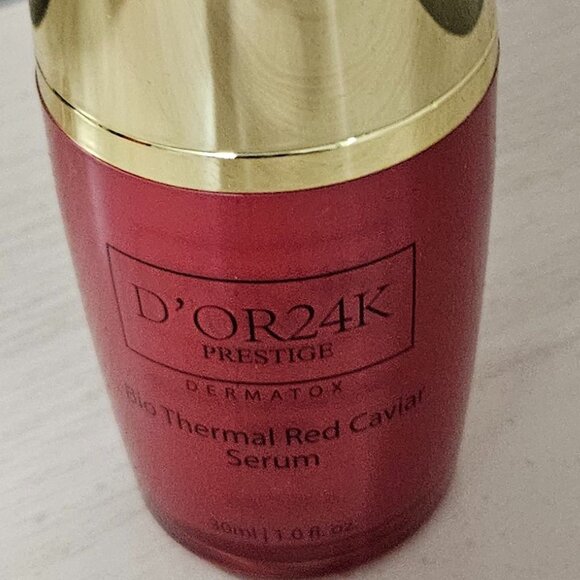 D'OR24K
PRESTIGE
DERMATOX
Bio Thermal Red Caviar
Serum
30ml | 1.0 fl. oz